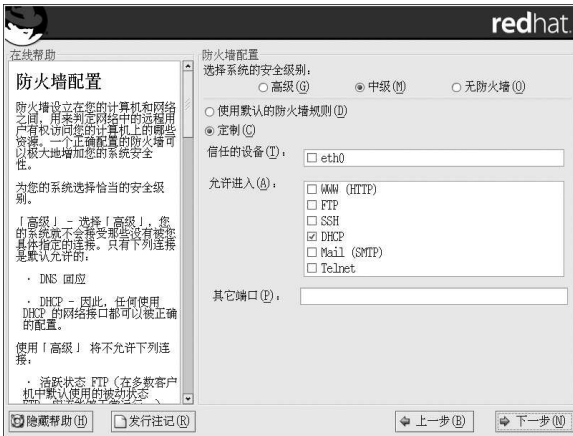 redhat.
在线帮助
防火墙配置
防火墙设立在您的计算机和网络
之间，用来判定网络中的远程用
户有权访问您的计算机上的哪些
资源。一个正确配置的防火墙可
以极大地增加您的系统安全
性。
为您的系统选择恰当的安全级
别。
「高级」 - 选择「高级」，您
的系统就不会接受那些没有被您
具体指定的连接。只有下列连接
是默认允许的：
· DNS 回应
· DHCP - 因此，任何使用
DHCP 的网络接口都可以被正确
的配置。
使用「高级」 将不允许下列连
接：
· 活跃状态 FTP（在多数客户
机中默认使用的被动状态
隐藏帮助(H)
发行注记(R)
防火墙配置
选择系统的安全级别：
高级(G)
中级(M)
无防火墙(O)
使用默认的防火墙规则(D)
定制(C)
信任的设备(T)：
eth0
允许进入(A)：
WWW (HTTP)
FTP
SSH
DHCP
Mail (SMTP)
Telnet
其它端口(P)：
上一步(B)
下一步(N)